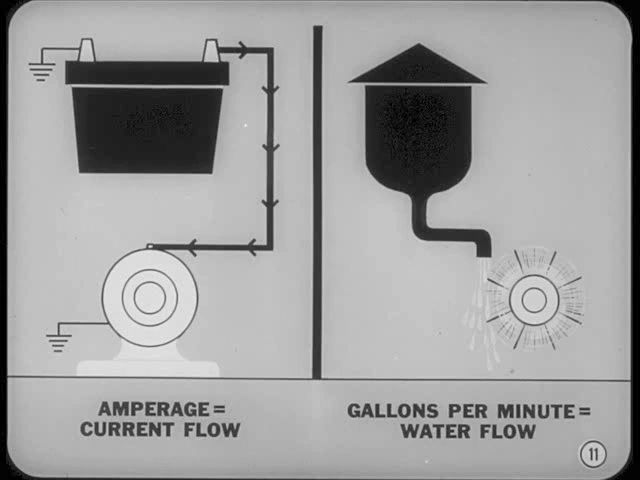 AMPERAGE=
CURRENT FLOW
GALLONS PER MINUTE=
WATER FLOW
11